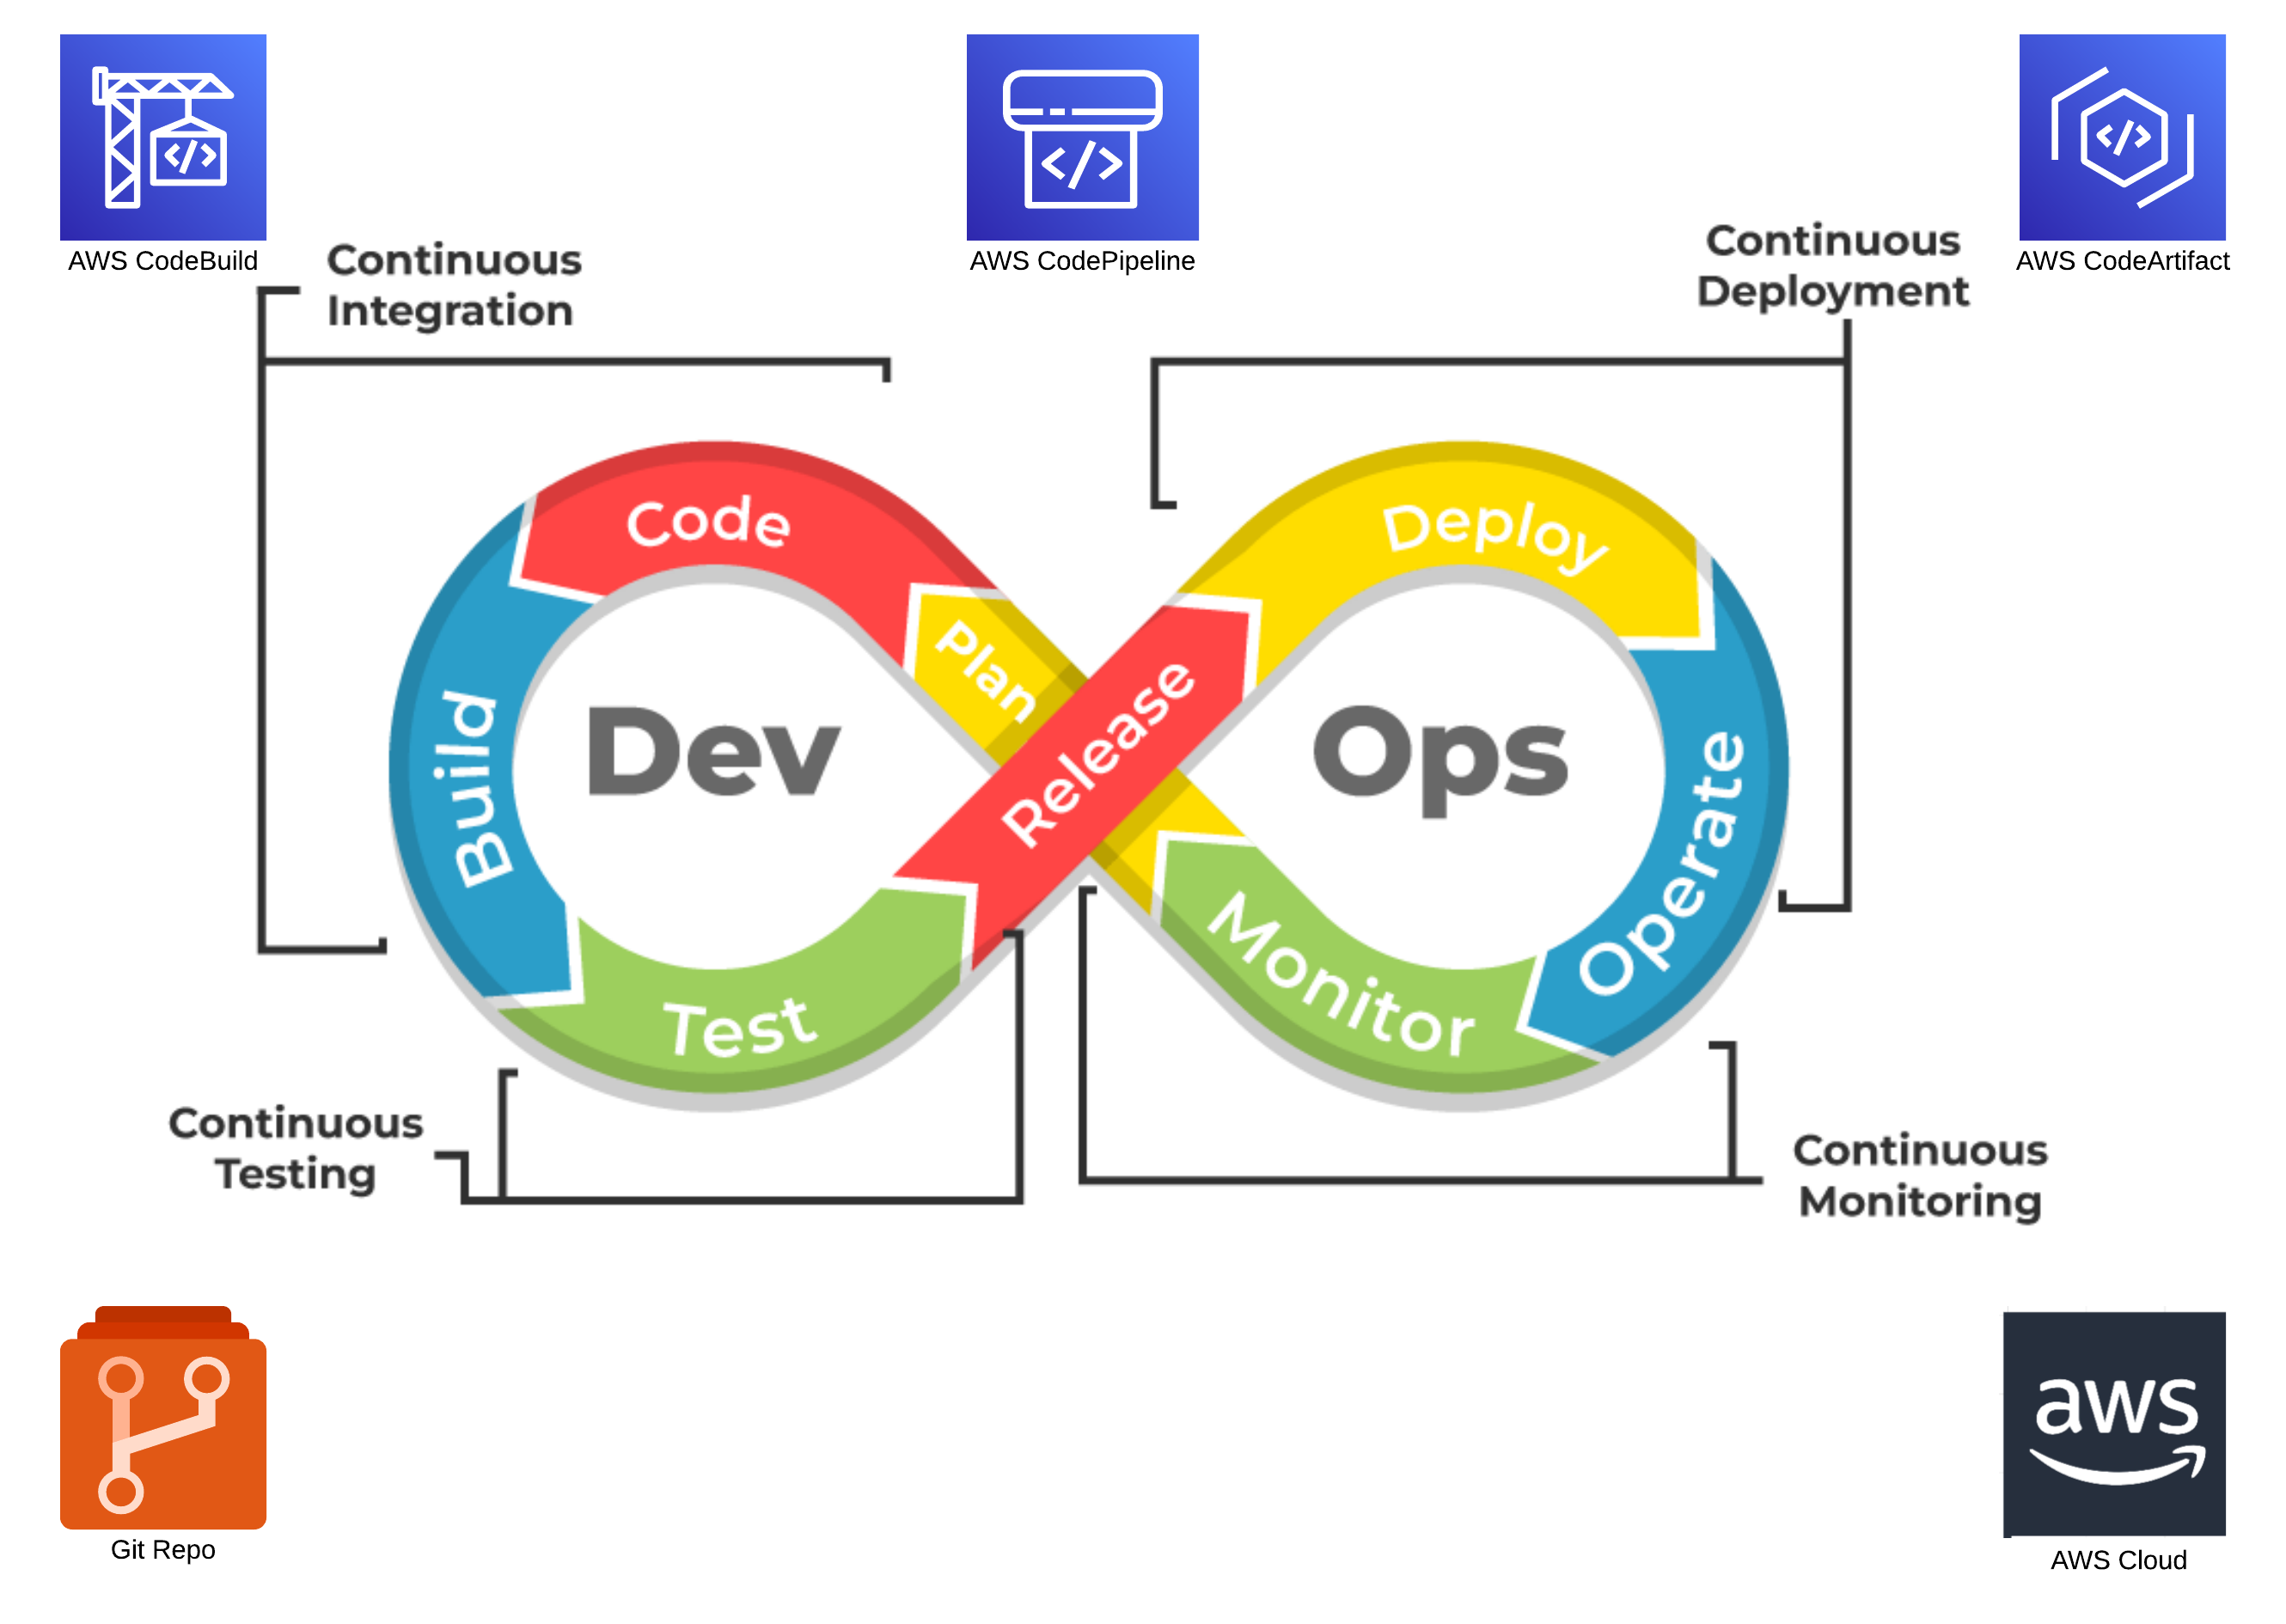 AWS CodeBuild
AWS CodePipeline
AWS CodeArtifact
Continuous
Integration
Continuous
Deployment
Code
Plan
Build
Test
Release
Deploy
Operate
Monitor
Dev
Ops
Continuous
Testing
Continuous
Monitoring
Git Repo
aws
AWS Cloud